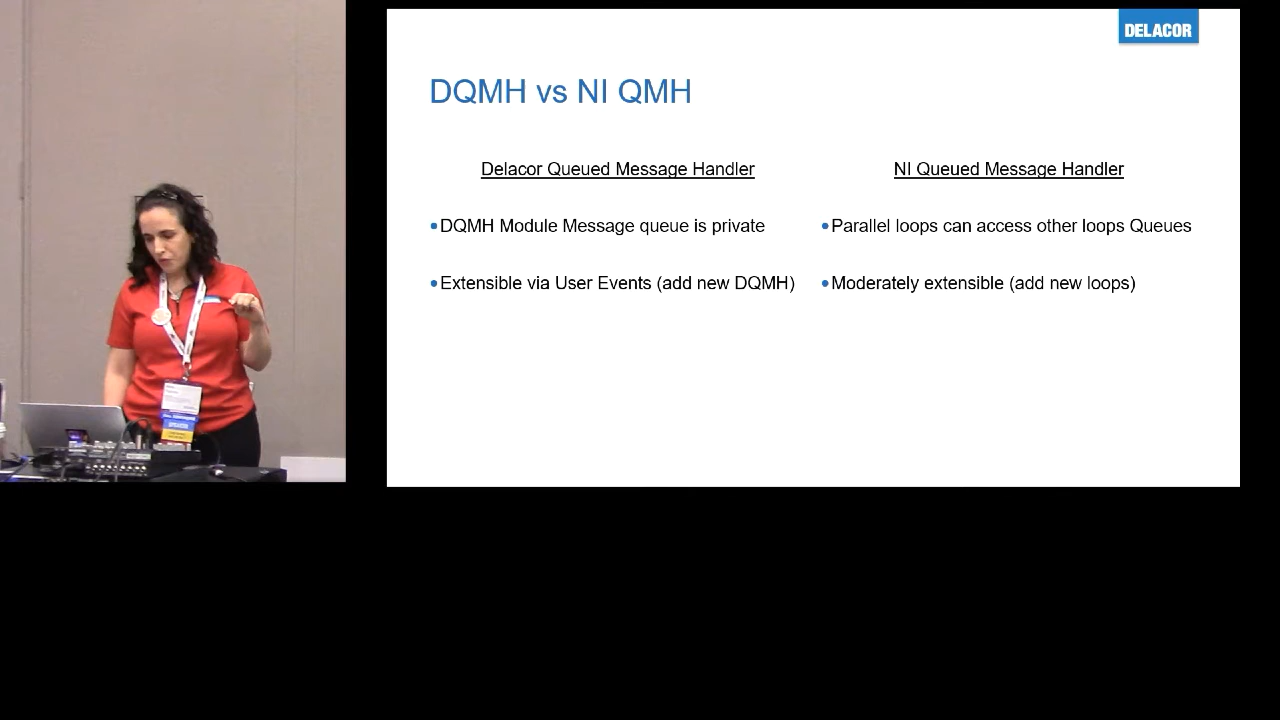 DELACOR
DQMH vs NI QMH
Delacor Queued Message Handler
NI Queued Message Handler
•DQMH Module Message queue is private
•Parallel loops can access other loops Queues
•Extensible via User Events (add new DQMH)
•Moderately extensible (add new loops)